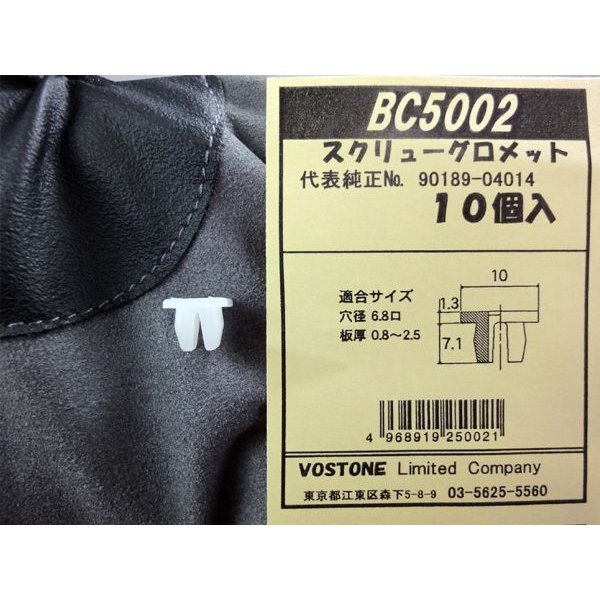 BC5002
スクリューグロメット
代表純正№ 90189-04014
10個入
適合サイズ
穴径 6.8口
板厚 0.8~2.5
10
1.3
7.1
4 968919 250021
VOSTONE Limited Company
東京都江東区森下5-8-9 03-5625-5560